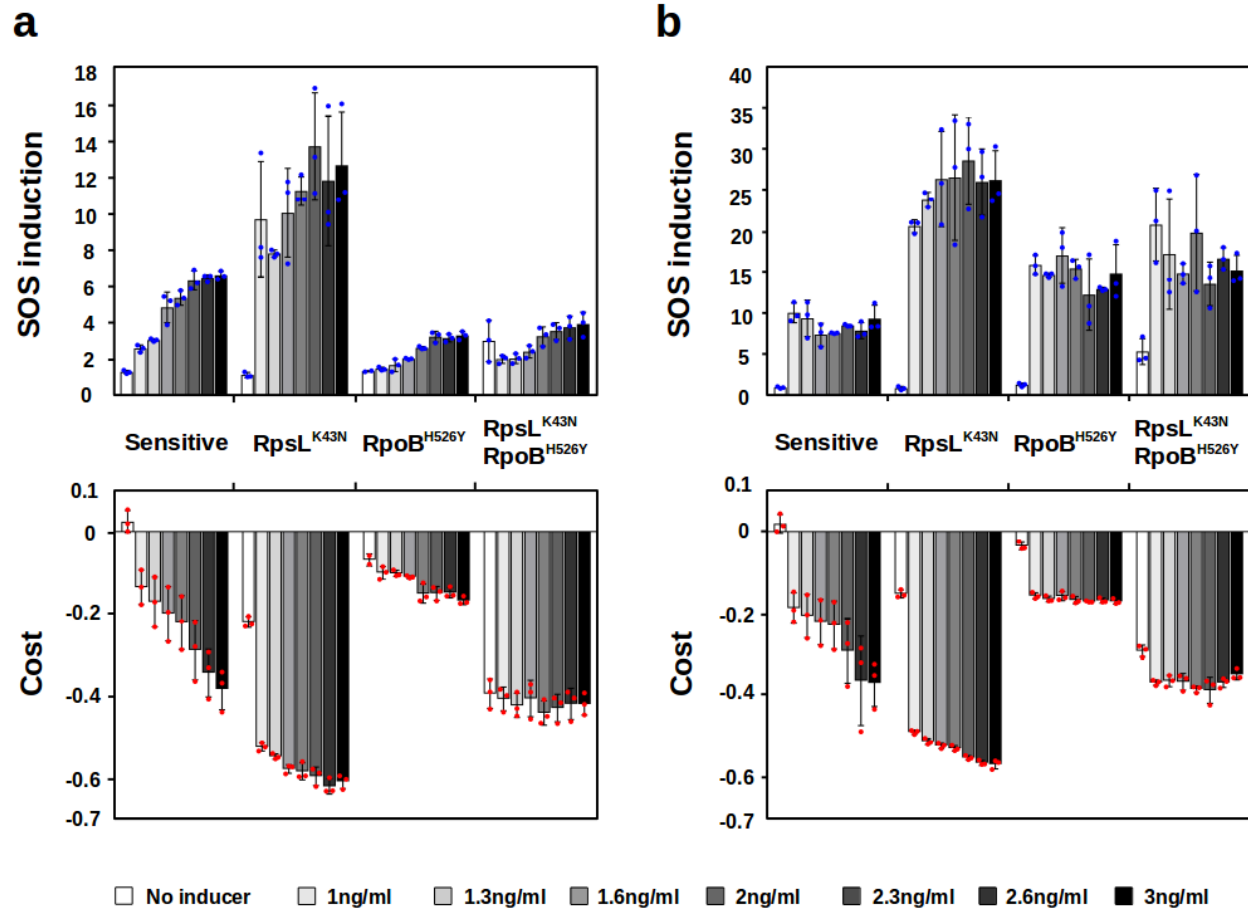 a
b
SOS induction
18
16
14
12
10
8
6
4
2
0
SOS induction
40
35
30
25
20
15
10
5
0
Sensitive
RpsL^K43N
RpoB^H526Y
RpsL^K43N
RpoB^H526Y
Sensitive
RpsL^K43N
RpoB^H526Y
RpsL^K43N
RpoB^H526Y
Cost
0.1
0
-0.2
-0.4
-0.6
-0.7
Cost
0.1
0
-0.2
-0.4
-0.6
-0.7
No inducer 1ng/ml 1.3ng/ml 1.6ng/ml 2ng/ml 2.3ng/ml 2.6ng/ml 3ng/ml